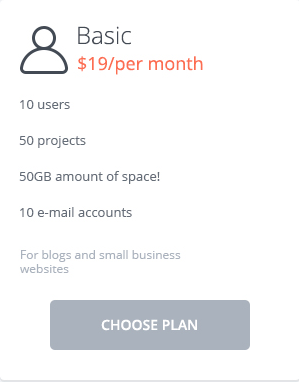 Basic
$19/per month
10 users
50 projects
50GB amount of space!
10 e-mail accounts
For blogs and small business
websites
CHOOSE PLAN